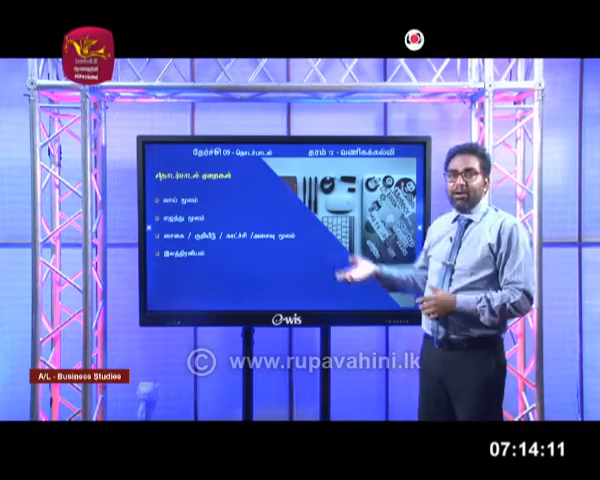 தேர்ச்சி 09 - தொடர்பாடல்
தரம் 12 - வணிகக்கல்வி
தொடர்பாடல் முறைகள்
வாய் மூலம்
எழுத்து மூலம்
சைகை / குறியீடு / காட்சி /அசைவு மூலம்
இலத்திரனியல்
e-wis
© www.rupavahini.lk
A/L - Business Studies
07:14:11